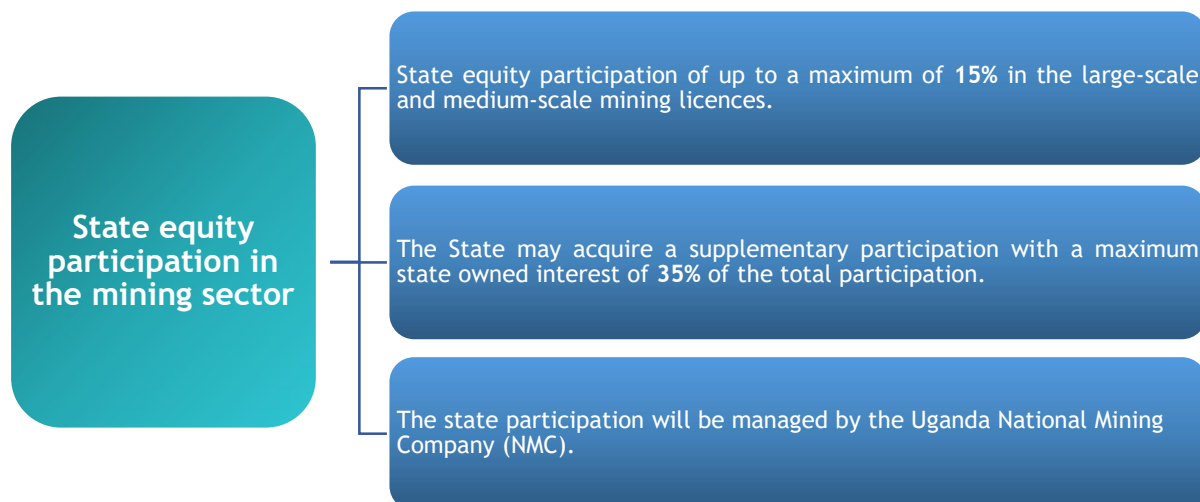 State equity
participation in
the mining sector
State equity participation of up to a maximum of 15% in the large-scale
and medium-scale mining licences.
The State may acquire a supplementary participation with a maximum
state owned interest of 35% of the total participation.
The state participation will be managed by the Uganda National Mining
Company (NMC).